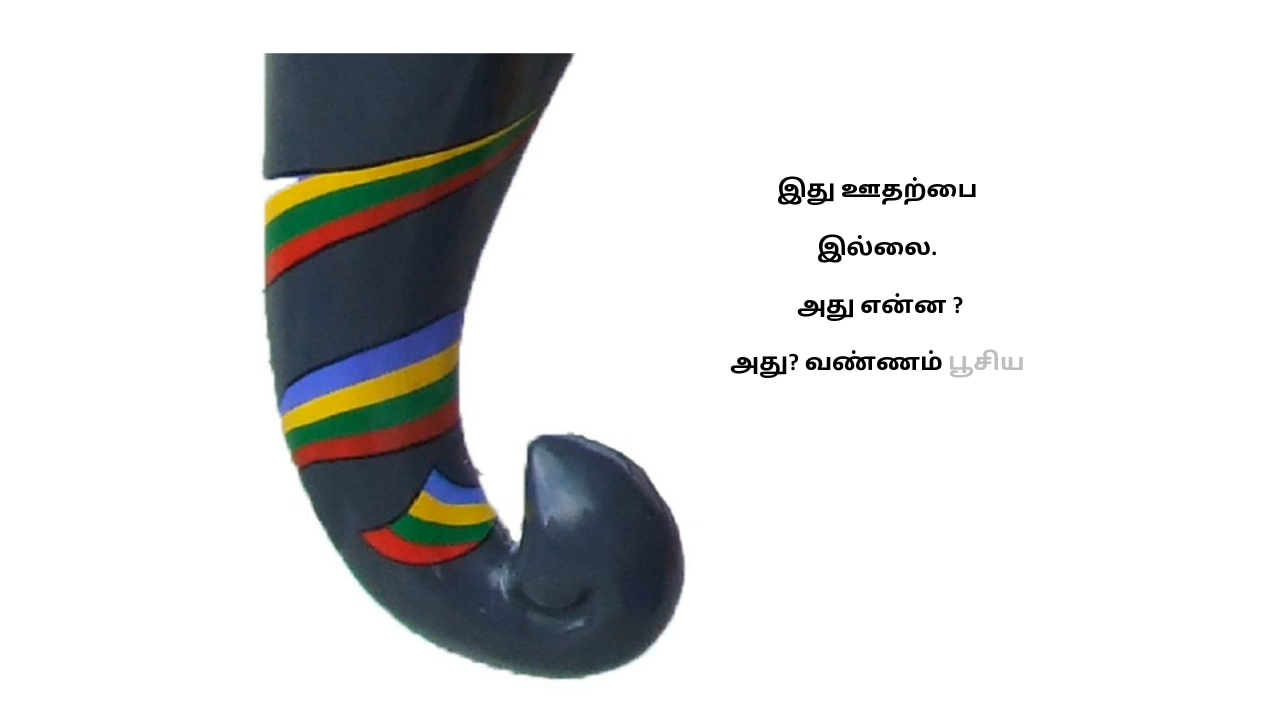 இது ஊதற்பை
இல்லை.
அது என்ன ?
அது? வண்ணம் பூசிய